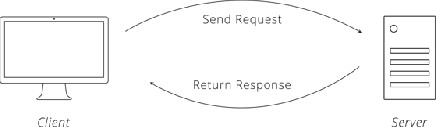 Send Request
Return Response
Client
Server